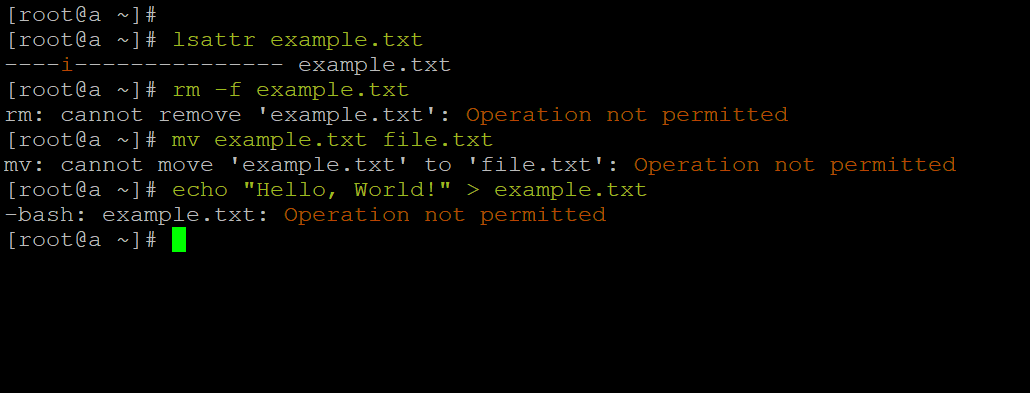 [root@a ~]#
[root@a ~]# lsattr example.txt
----i--------------- example.txt
[root@a ~]# rm -f example.txt
rm: cannot remove 'example.txt': Operation not permitted
[root@a ~]# mv example.txt file.txt
mv: cannot move 'example.txt' to 'file.txt': Operation not permitted
[root@a ~]# echo "Hello, World!" > example.txt
-bash: example.txt: Operation not permitted
[root@a ~]#